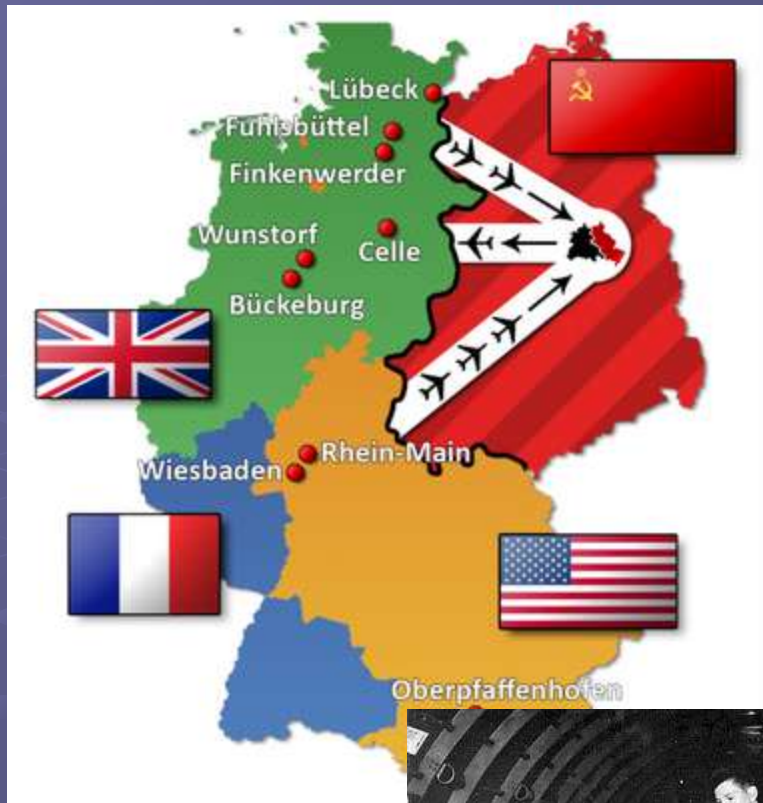 Lübeck
Fuhlsbüttel
Finkenwerder
Wunstorf
Celle
Bückeburg
Rhein-Main
Wiesbaden
Oberpfaffenhofen